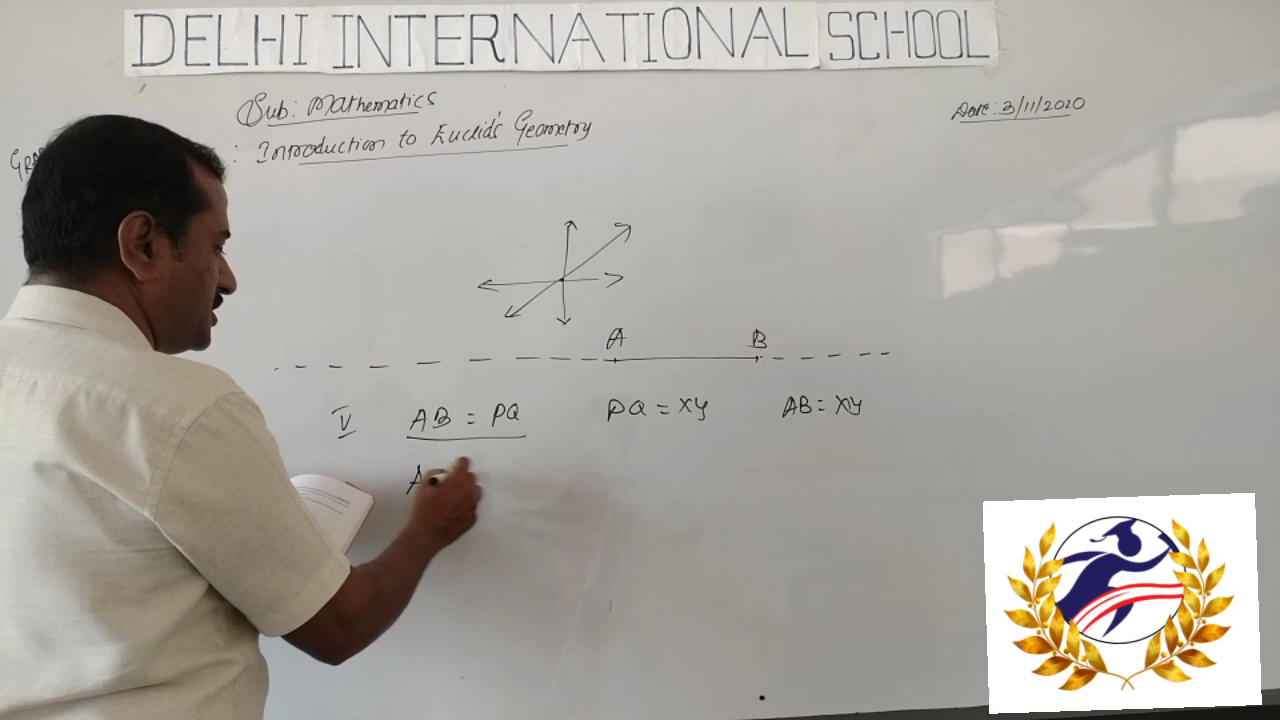 DELHI INTERNATIONAL SCHOOL
Sub: Mathematics
Date: 3/11/2020
: Introduction to Euclid's Geometry
A B
V AB = PQ PQ = XY AB = XY
A